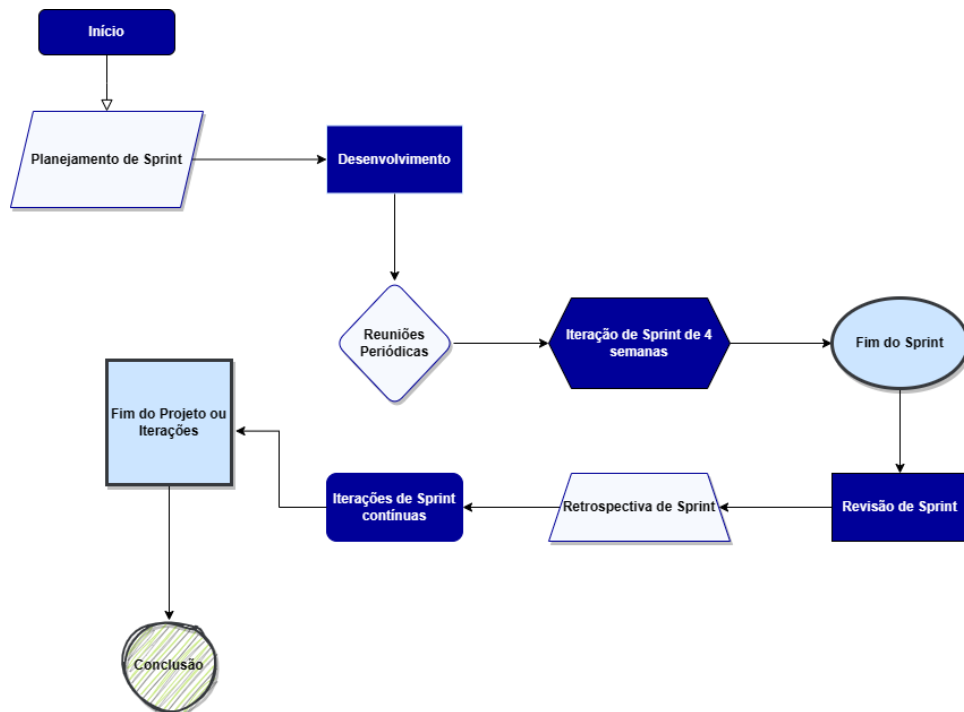 Início
Planejamento de Sprint
Desenvolvimento
Reuniões
Periódicas
Iteração de Sprint de 4
semanas
Fim do Sprint
Revisão de Sprint
Retrospectiva de Sprint
Iterações de Sprint
contínuas
Fim do Projeto ou
Iterações
Conclusão